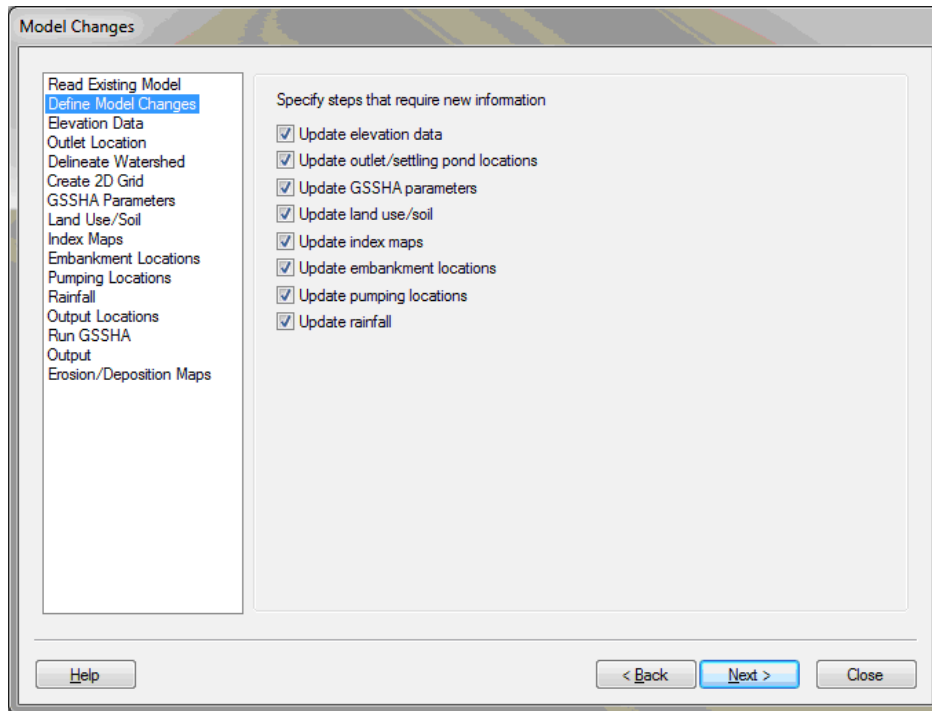 Model Changes
Read Existing Model
Define Model Changes
Elevation Data
Outlet Location
Delineate Watershed
Create 2D Grid
GSSHA Parameters
Land Use/Soil
Index Maps
Embankment Locations
Pumping Locations
Rainfall
Output Locations
Run GSSHA
Output
Erosion/Deposition Maps
Specify steps that require new information
Update elevation data
Update outlet/settling pond locations
Update GSSHA parameters
Update land use/soil
Update index maps
Update embankment locations
Update pumping locations
Update rainfall
Help
< Back
Next >
Close